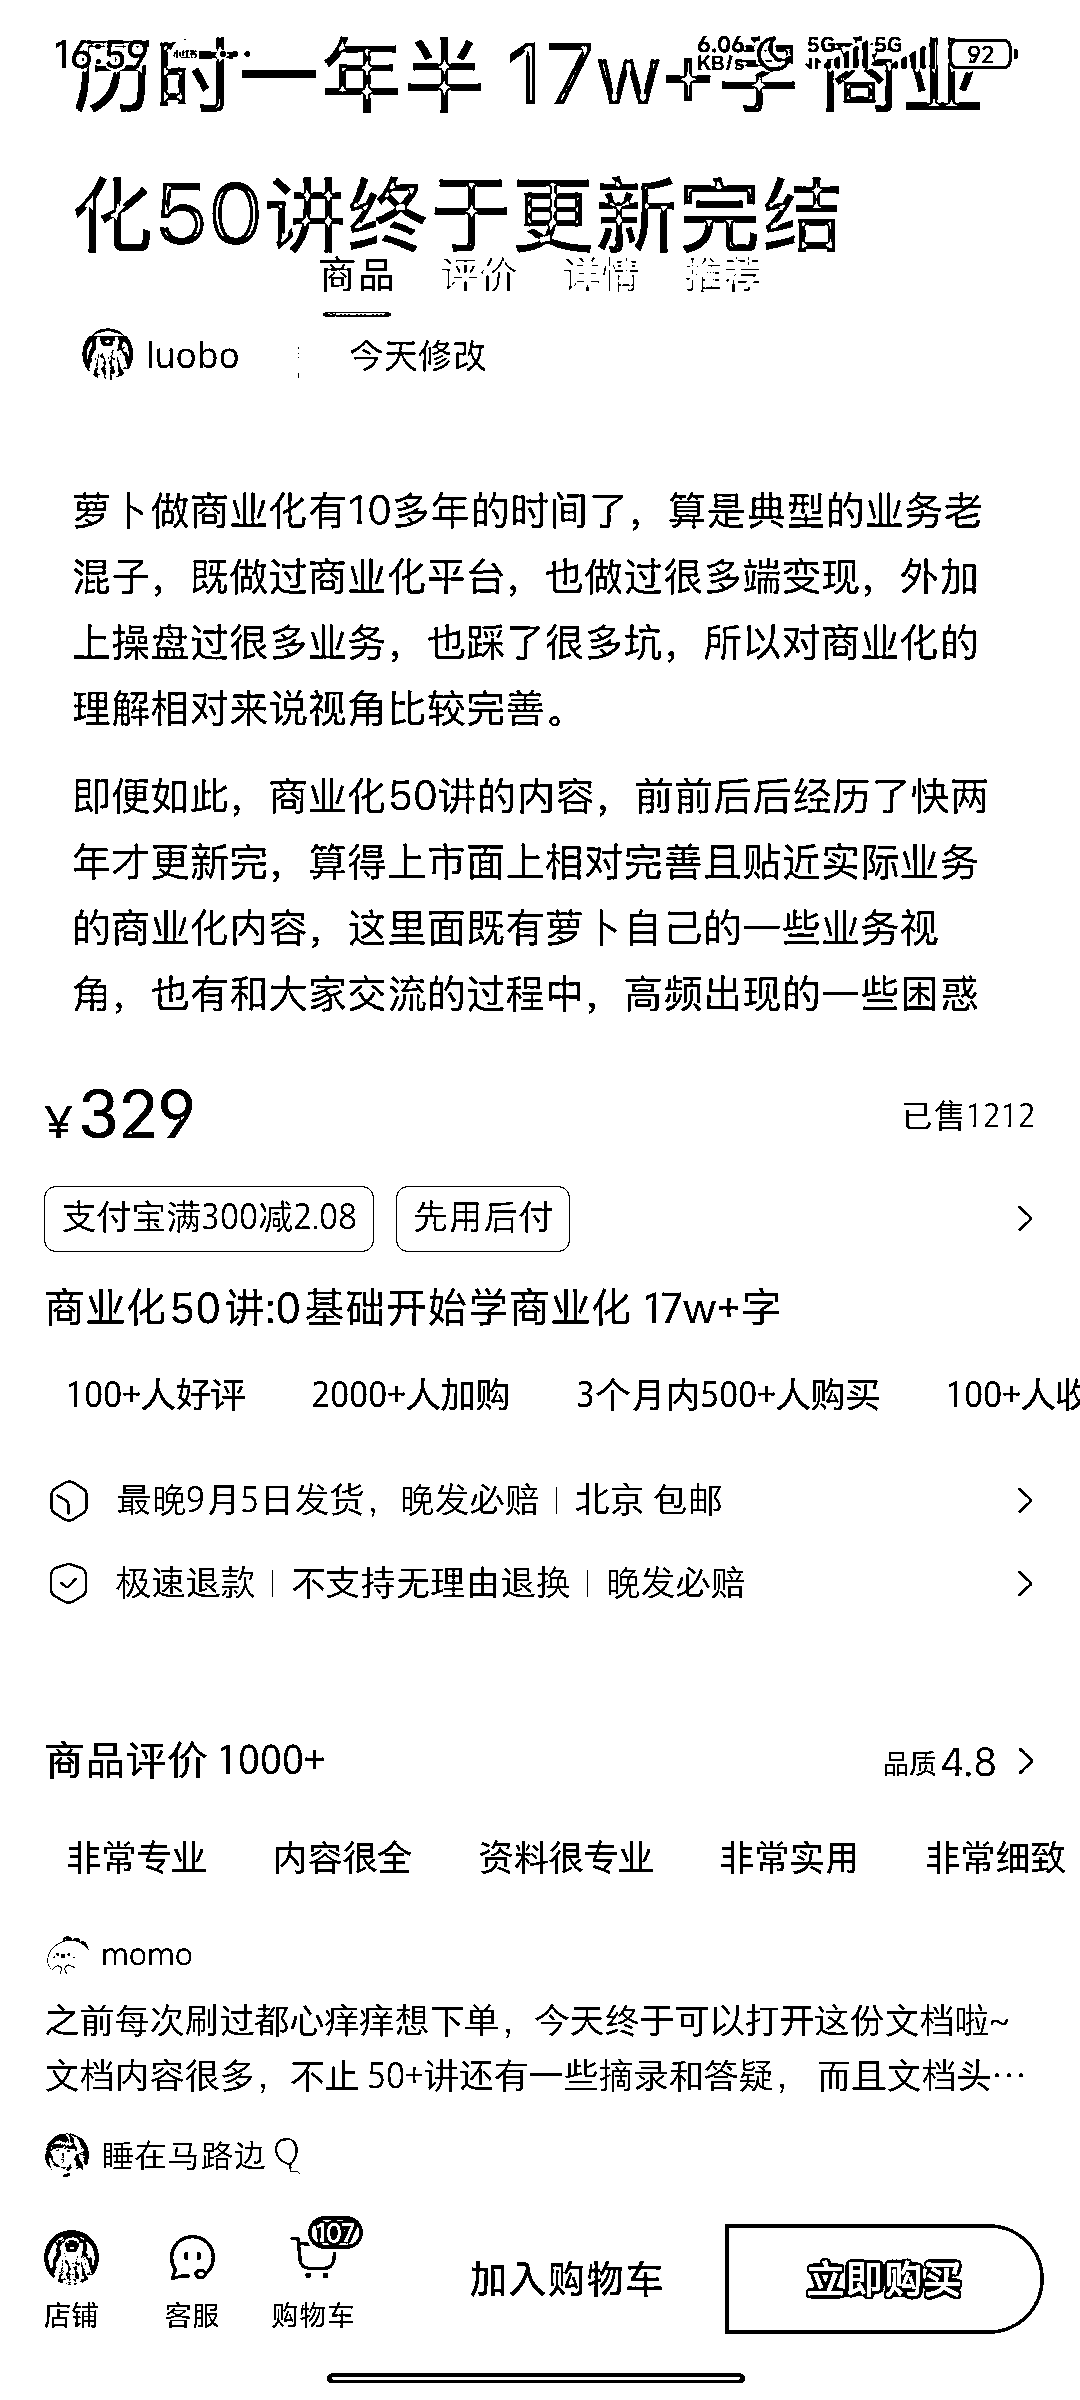 16:59
6.06 KB/s 5G 5G 92
历时一年半 17w+字 商业
化50讲终于更新完结
商品 评价 详情 推荐
luobo 今天修改
萝卜做商业化有10多年的时间了，算是典型的业务老
混子，既做过商业化平台，也做过很多端变现，外加
上操盘过很多业务，也踩了很多坑，所以对商业化的
理解相对来说视角比较完善。
即便如此，商业化50讲的内容，前前后后经历了快两
年才更新完，算得上市面上相对完善且贴近实际业务
的商业化内容，这里面既有萝卜自己的一些业务视
角，也有和大家交流的过程中，高频出现的一些困惑
¥329 已售1212
支付宝满300减2.08 先用后付
商业化50讲:0基础开始学商业化 17w+字
100+人好评 2000+人加购 3个月内500+人购买 100+人收
最晚9月5日发货，晚发必赔 | 北京 包邮
极速退款 | 不支持无理由退换 | 晚发必赔
商品评价 1000+ 品质4.8
非常专业 内容很全 资料很专业 非常实用 非常细致
momo
之前每次刷过都心痒痒想下单，今天终于可以打开这份文档啦~
文档内容很多，不止 50+讲还有一些摘录和答疑， 而且文档头…
睡在马路边
107
店铺 客服 购物车 加入购物车 立即购买